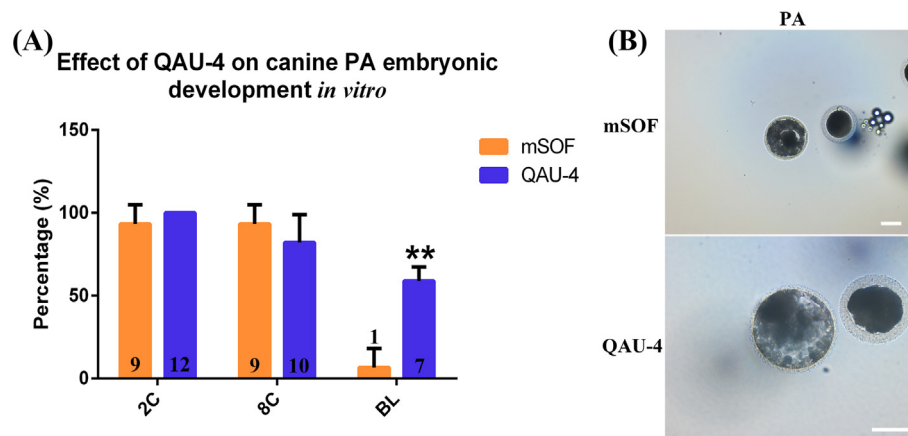 (A)
Effect of QAU-4 on canine PA embryonic
development in vitro
150
100
50
0
Percentage (%)
mSOF
QAU-4
**
1
9
12
9
10
7
2C
8C
BL
(B)
PA
mSOF
QAU-4